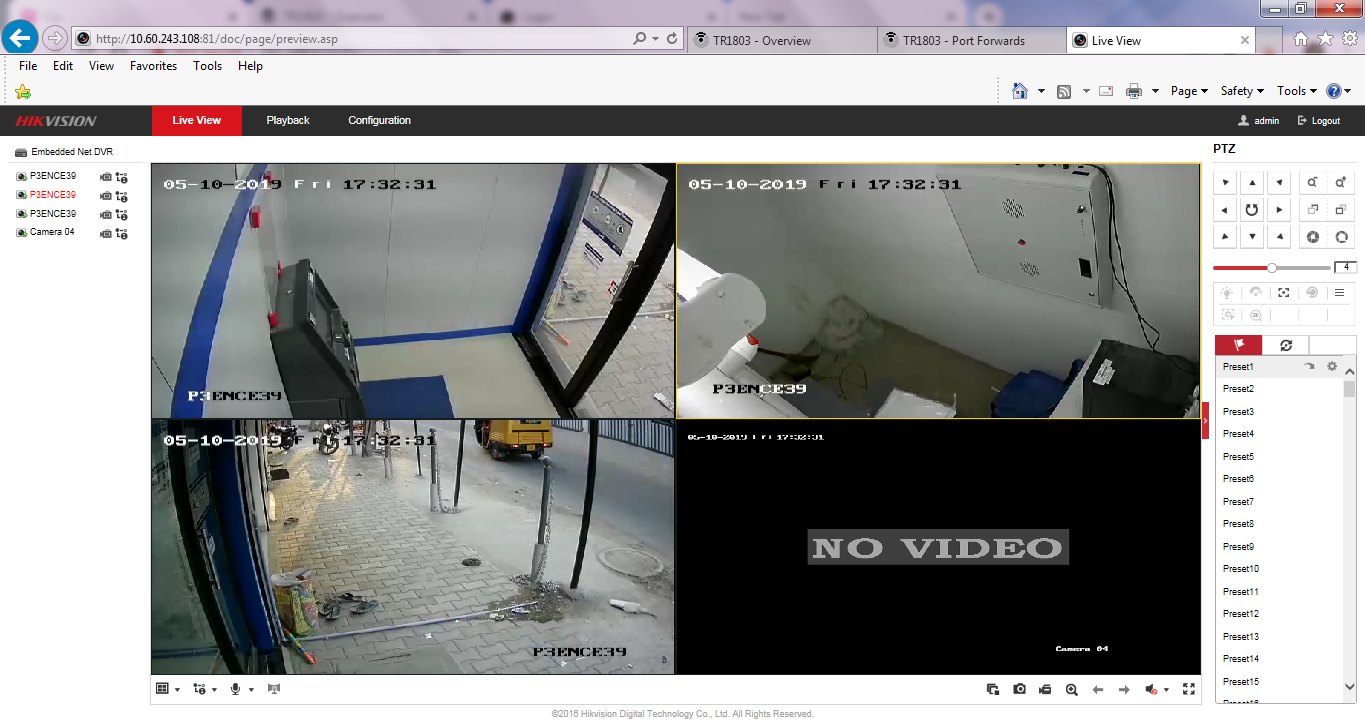 http://10.60.243.108:81/doc/page/preview.asp
TR1803 - Overview
TR1803 - Port Forwards
Live View
File Edit View Favorites Tools Help
Page Safety Tools
HIKVISION
Live View Playback Configuration
admin Logout
Embedded Net DVR
P3ENCE39
P3ENCE39
P3ENCE39
Camera 04
05-10-2019 Fri 17:32:31
P3ENCE39
05-10-2019 Fri 17:32:31
P3ENCE39
05-10-2019 Fri 17:32:31
P3ENCE39
05-10-2019 Fri 17:32:31
NO VIDEO
Camera 04
PTZ
4
Preset1
Preset2
Preset3
Preset4
Preset5
Preset6
Preset7
Preset8
Preset9
Preset10
Preset11
Preset12
Preset13
Preset14
Preset15
©2016 Hikvision Digital Technology Co., Ltd. All Rights Reserved.